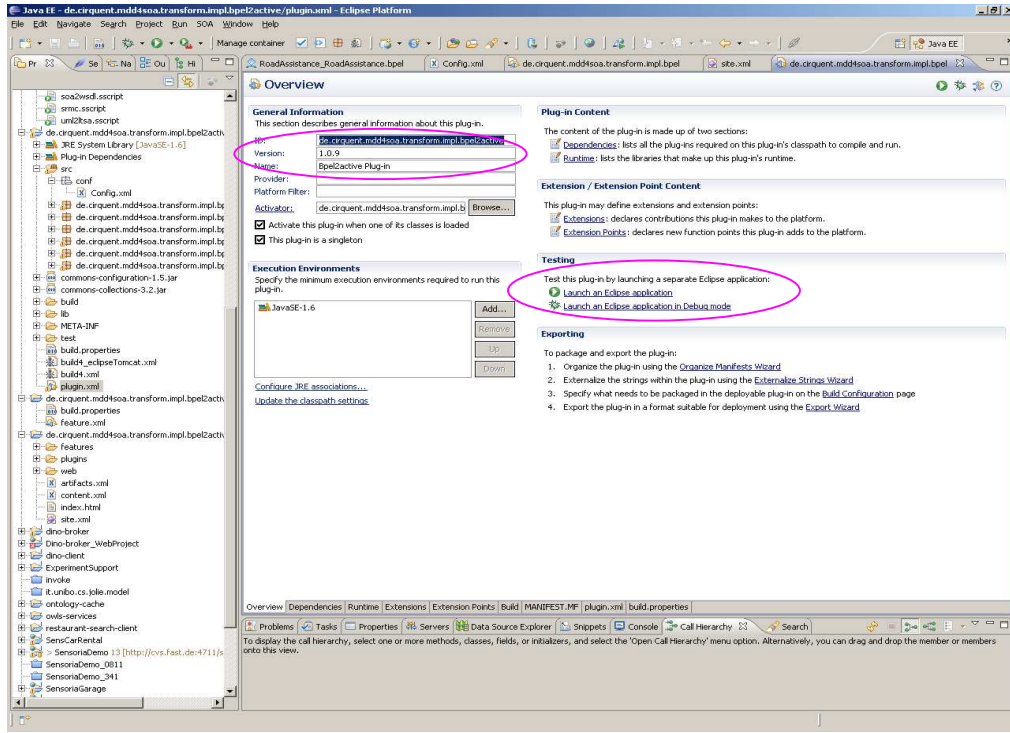 Java EE - de.cirquent.mdd4soa.transform.impl.bpel2active/plugin.xml - Eclipse Platform
File Edit Navigate Search Project Run SOA Window Help
Manage container
Java EE
Pr Se Na Ou Hi
RoadAssistance_RoadAssistance.bpel Config.xml de.cirquent.mdd4soa.transform.impl.bpel site.xml de.cirquent.mdd4soa.transform.impl.bpel
soa2wsdl.sscript
srmc.sscript
uml2ltsa.sscript
de.cirquent.mdd4soa.transform.impl.bpel2activ
JRE System Library [JavaSE-1.6]
Plug-in Dependencies
src
conf
Config.xml
de.cirquent.mdd4soa.transform.impl.bp
de.cirquent.mdd4soa.transform.impl.bp
de.cirquent.mdd4soa.transform.impl.bp
de.cirquent.mdd4soa.transform.impl.bp
de.cirquent.mdd4soa.transform.impl.bp
commons-configuration-1.5.jar
commons-collections-3.2.jar
build
lib
META-INF
test
build.properties
build4_eclipseTomcat.xml
build4.xml
plugin.xml
de.cirquent.mdd4soa.transform.impl.bpel2activ
build.properties
feature.xml
de.cirquent.mdd4soa.transform.impl.bpel2activ
features
plugins
web
artifacts.xml
content.xml
index.html
site.xml
dino-broker
Dino-broker_WebProject
dino-client
ExperimentSupport
invoke
it.unibo.cs.jolie.model
ontology-cache
owls-services
restaurant-search-client
SensCarRental
> SensoriaDemo 13 [http://cvs.fast.de:4711/s
SensoriaDemo_0811
SensoriaDemo_341
SensoriaGarage
Overview
General Information
This section describes general information about this plug-in.
ID: de.cirquent.mdd4soa.transform.impl.bpel2active
Version: 1.0.9
Name: Bpel2active Plug-in
Provider:
Platform Filter:
Activator: de.cirquent.mdd4soa.transform.impl.b Browse...
Activate this plug-in when one of its classes is loaded
This plug-in is a singleton
Execution Environments
Specify the minimum execution environments required to run this
plug-in.
JavaSE-1.6
Add...
Remove
Up
Down
Configure JRE associations...
Update the classpath settings
Plug-in Content
The content of the plug-in is made up of two sections:
Dependencies: lists all the plug-ins required on this plug-in's classpath to compile and run.
Runtime: lists the libraries that make up this plug-in's runtime.
Extension / Extension Point Content
This plug-in may define extensions and extension points:
Extensions: declares contributions this plug-in makes to the platform.
Extension Points: declares new function points this plug-in adds to the platform.
Testing
Test this plug-in by launching a separate Eclipse application:
Launch an Eclipse application
Launch an Eclipse application in Debug mode
Exporting
To package and export the plug-in:
1. Organize the plug-in using the Organize Manifests Wizard
2. Externalize the strings within the plug-in using the Externalize Strings Wizard
3. Specify what needs to be packaged in the deployable plug-in on the Build Configuration page
4. Export the plug-in in a format suitable for deployment using the Export Wizard
Overview Dependencies Runtime Extensions Extension Points Build MANIFEST.MF plugin.xml build.properties
Problems Tasks Properties Servers Data Source Explorer Snippets Console Call Hierarchy Search
To display the call hierarchy, select one or more methods, classes, fields, or initializers, and select the 'Open Call Hierarchy' menu option. Alternatively, you can drag and drop the member or members
onto this view.